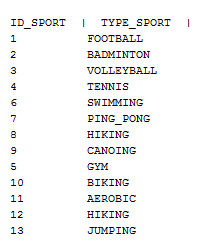 ID_SPORT | TYPE_SPORT |
1 FOOTBALL
2 BADMINTON
3 VOLLEYBALL
4 TENNIS
6 SWIMMING
7 PING_PONG
8 HIKING
9 CANOING
5 GYM
10 BIKING
11 AEROBIC
12 HIKING
13 JUMPING